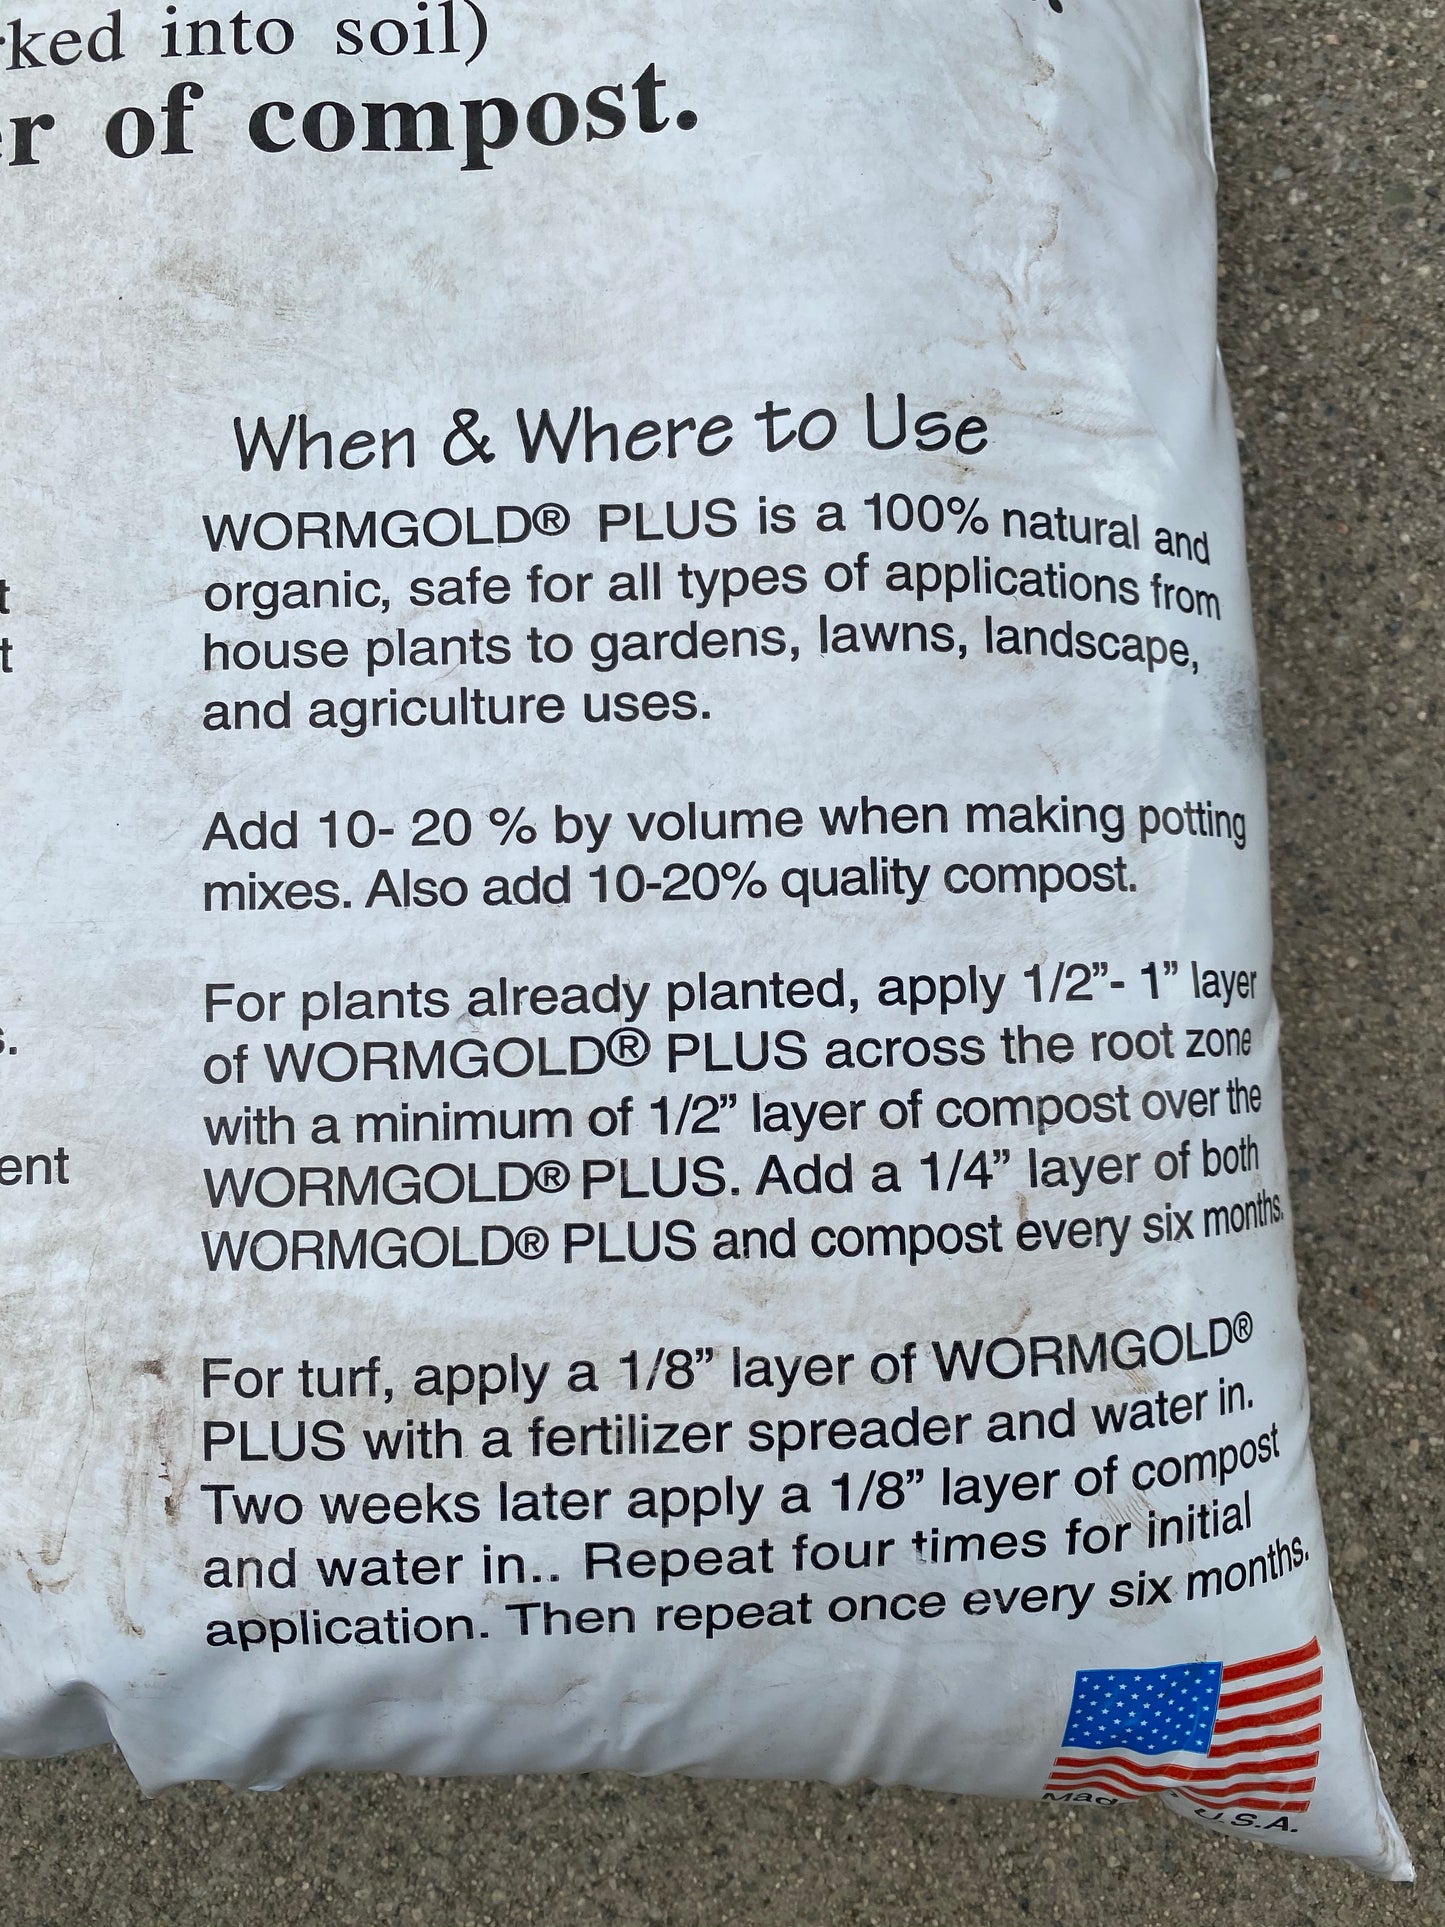 ked into soil)
er of compost.
When & Where to Use
WORMGOLD® PLUS is a 100% natural and
organic, safe for all types of applications from
house plants to gardens, lawns, landscape,
and agriculture uses.
Add 10- 20 % by volume when making potting
mixes. Also add 10-20% quality compost.
For plants already planted, apply 1/2”- 1” layer
of WORMGOLD® PLUS across the root zone
with a minimum of 1/2” layer of compost over the
WORMGOLD® PLUS. Add a 1/4” layer of both
WORMGOLD® PLUS and compost every six months.
For turf, apply a 1/8” layer of WORMGOLD®
PLUS with a fertilizer spreader and water in.
Two weeks later apply a 1/8” layer of compost
and water in.. Repeat four times for initial
application. Then repeat once every six months.
t
t
s.
ent
U.S.A.